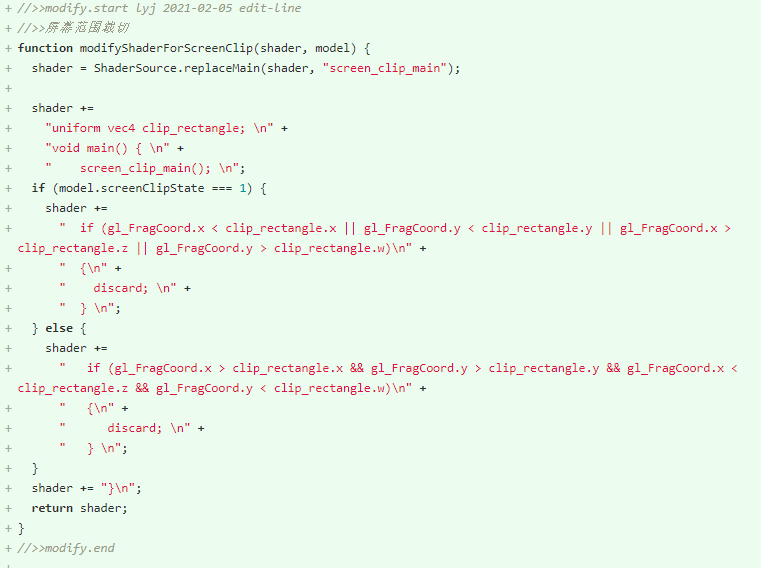 + //>>modify.start lyj 2021-02-05 edit-line
+ //>>屏幕范围裁切
+ function modifyShaderForScreenClip(shader, model) {
+   shader = ShaderSource.replaceMain(shader, "screen_clip_main");
+
+   shader +=
+     "uniform vec4 clip_rectangle; \n" +
+     "void main() { \n" +
+     "    screen_clip_main(); \n";
+   if (model.screenClipState === 1) {
+     shader +=
+       "  if (gl_FragCoord.x < clip_rectangle.x || gl_FragCoord.y < clip_rectangle.y || gl_FragCoord.x >
clip_rectangle.z || gl_FragCoord.y > clip_rectangle.w)\n" +
+       "  {\n" +
+       "    discard; \n" +
+       "  } \n";
+   } else {
+     shader +=
+       "   if (gl_FragCoord.x > clip_rectangle.x && gl_FragCoord.y > clip_rectangle.y && gl_FragCoord.x <
clip_rectangle.z && gl_FragCoord.y < clip_rectangle.w)\n" +
+       "   {\n" +
+       "      discard; \n" +
+       "   } \n";
+   }
+   shader += "}\n";
+   return shader;
+ }
+ //>>modify.end
+